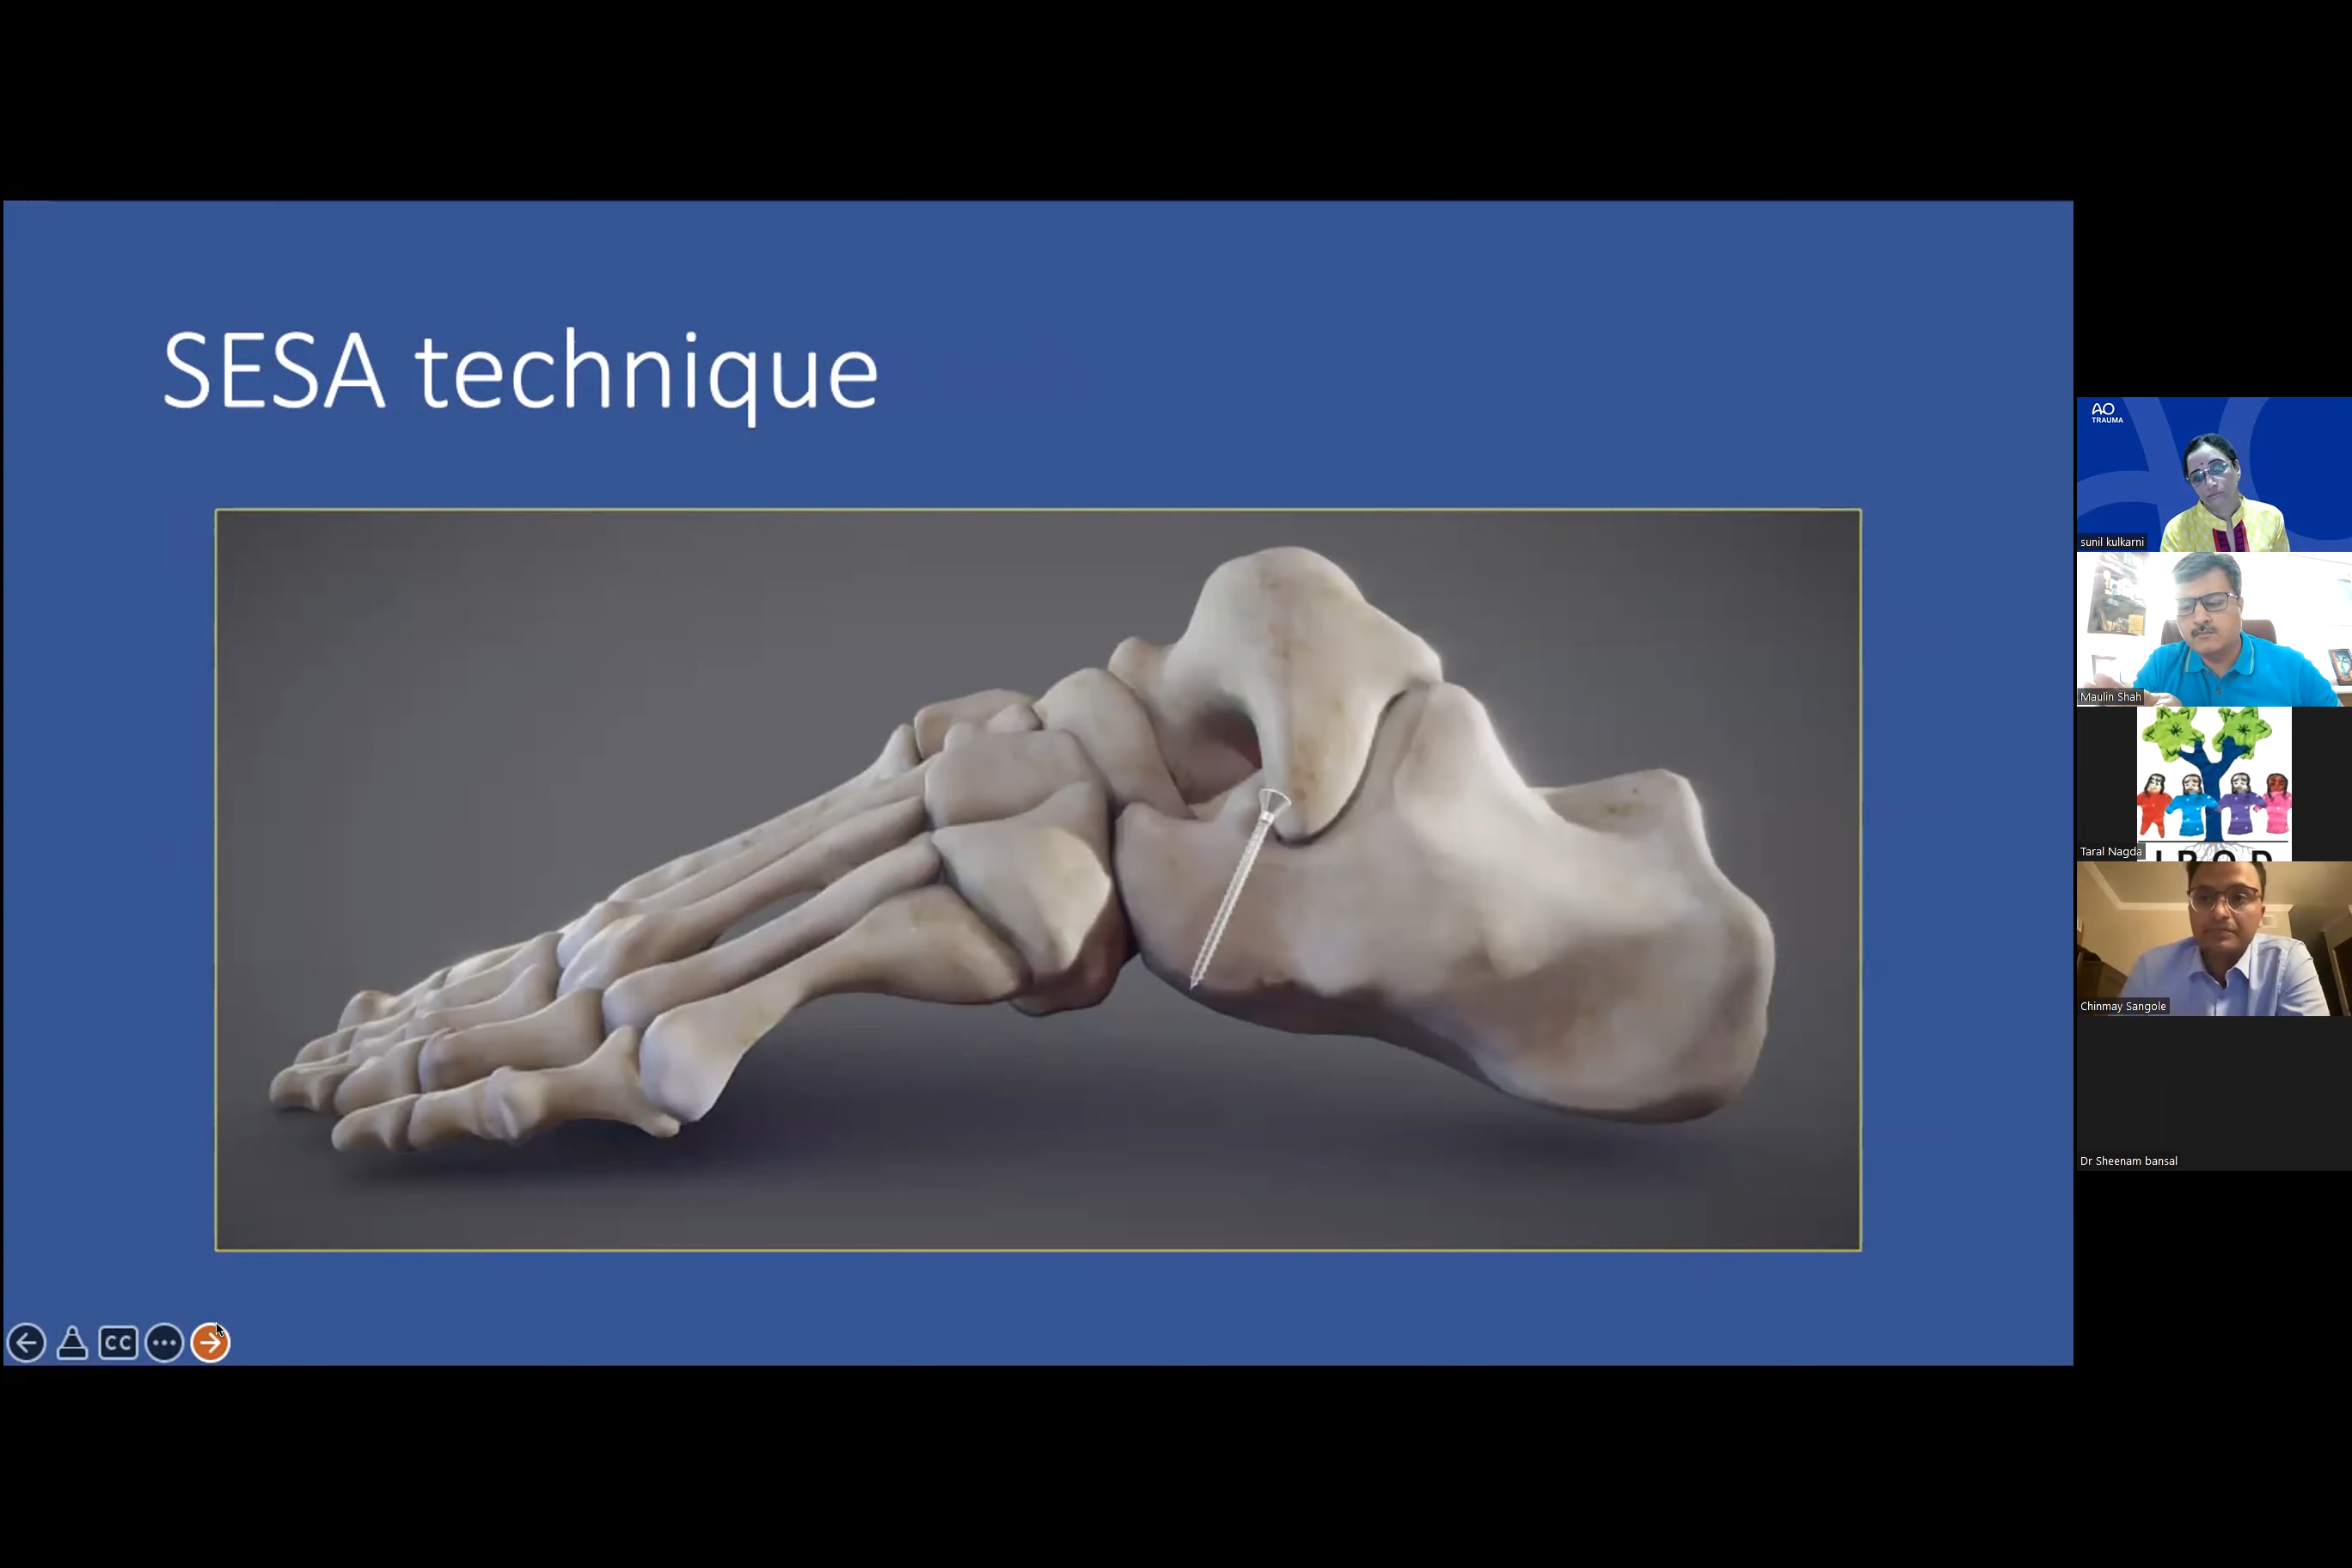 SESA technique
CC
AO
TRAUMA
sunil kulkarni
Maulin Shah
Taral Nagda
Chinmay Sangole
Dr Sheenam bansal